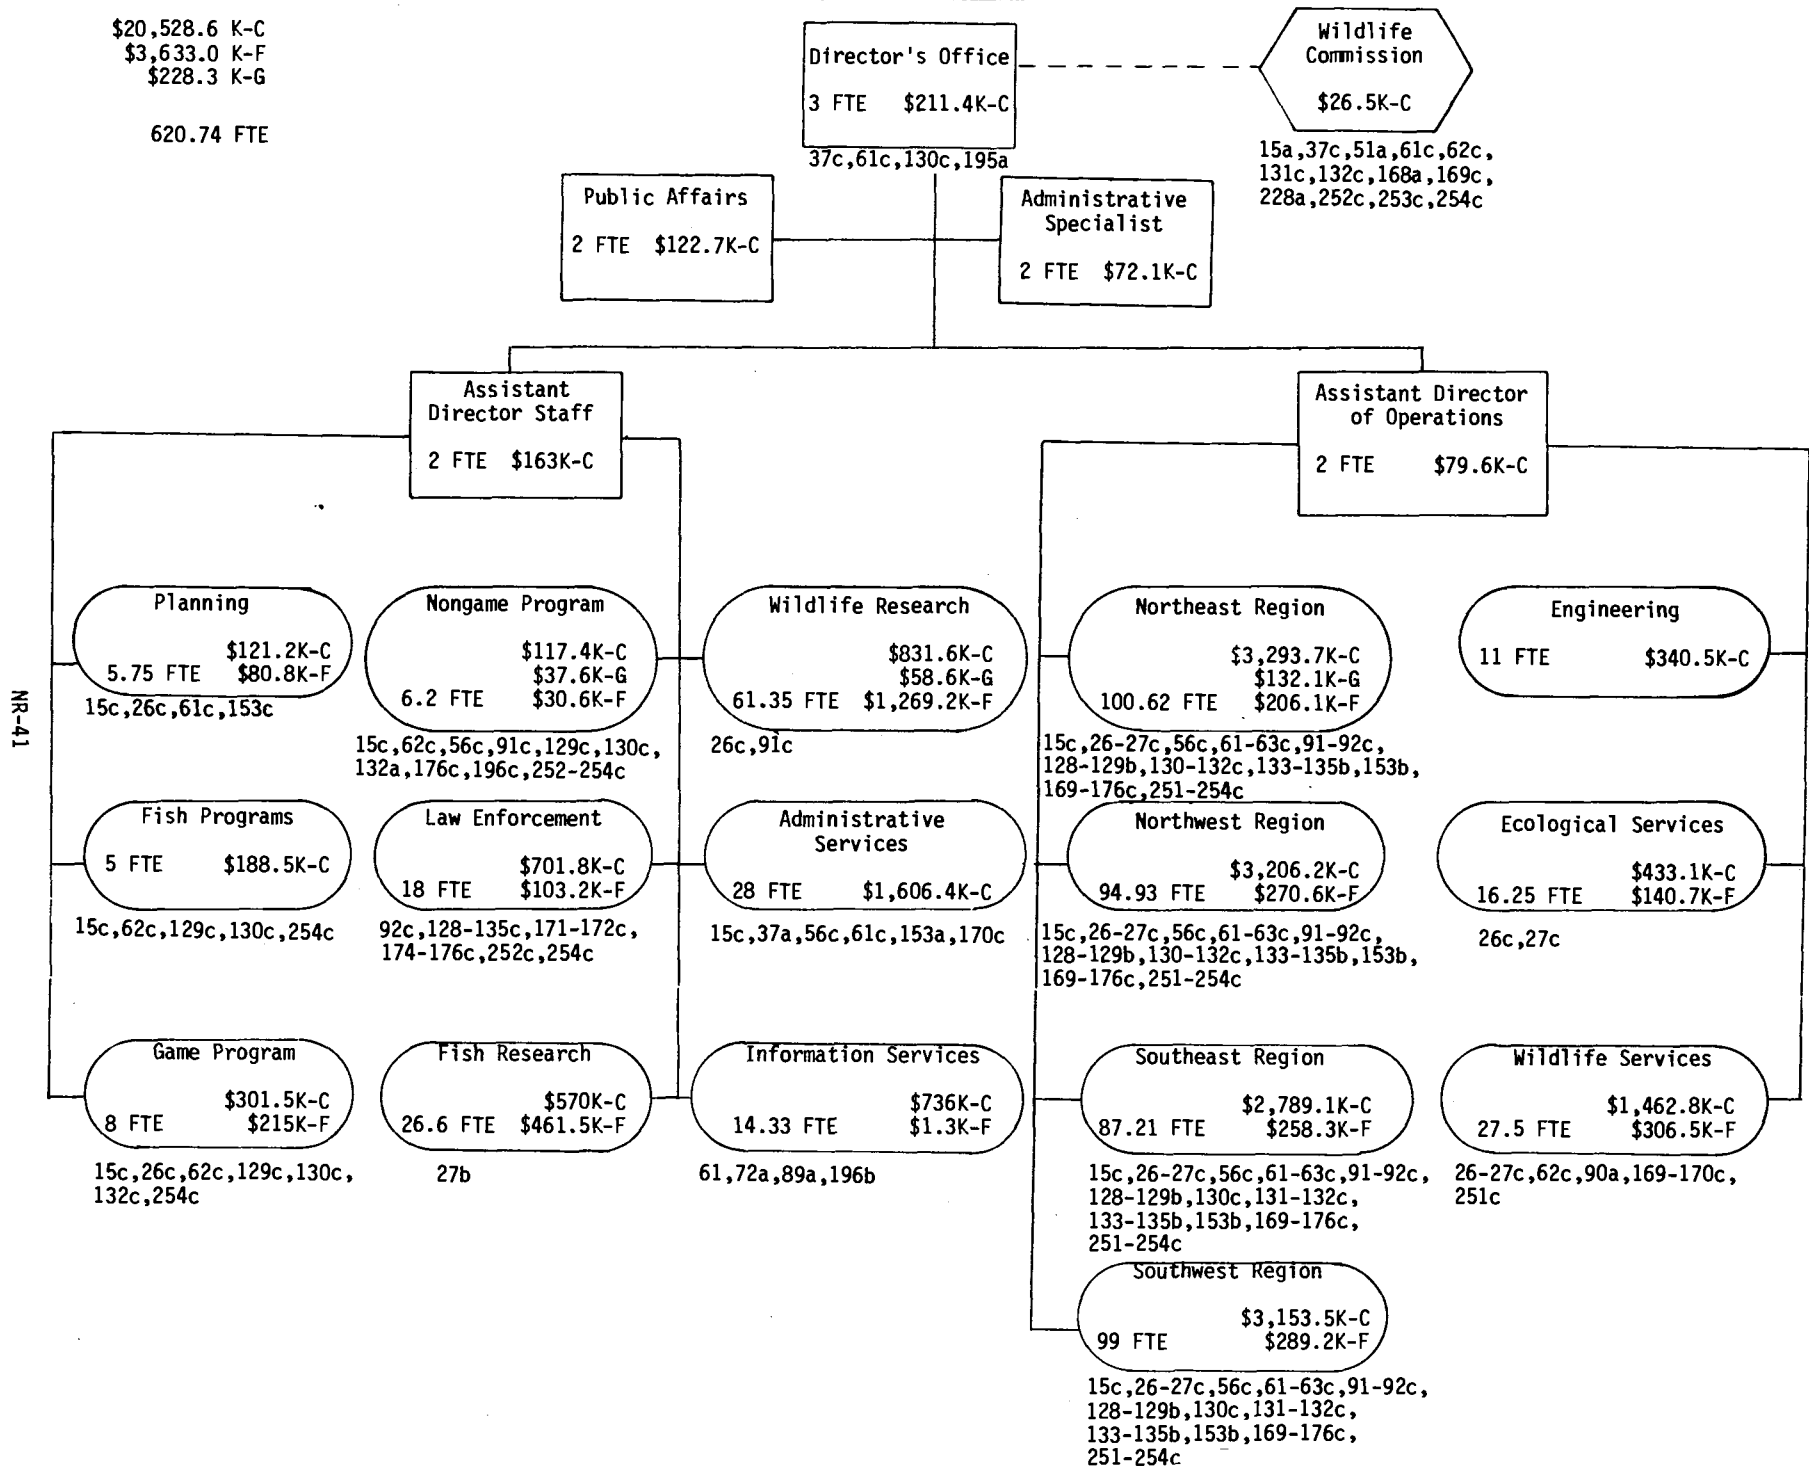 $20,528.6 K-C
$3,633.0 K-F
$228.3 K-G
620.74 FTE
Director's Office
3 FTE $211.4K-C
37c,61c,130c,195a
Wildlife
Commission
$26.5K-C
15a,37c,51a,61c,62c,
131c,132c,168a,169c,
228a,252c,253c,254c
Public Affairs
2 FTE $122.7K-C
Administrative
Specialist
2 FTE $72.1K-C
Assistant
Director Staff
2 FTE $163K-C
Assistant Director
of Operations
2 FTE $79.6K-C
Planning
$121.2K-C
5.75 FTE $80.8K-F
15c,26c,61c,153c
Nongame Program
$117.4K-C
$37.6K-G
6.2 FTE $30.6K-F
15c,62c,56c,91c,129c,130c,
132a,176c,196c,252-254c
Wildlife Research
$831.6K-C
$58.6K-G
61.35 FTE $1,269.2K-F
26c,91c
Northeast Region
$3,293.7K-C
$132.1K-G
100.62 FTE $206.1K-F
15c,26-27c,56c,61-63c,91-92c,
128-129b,130-132c,133-135b,153b,
169-176c,251-254c
Engineering
11 FTE $340.5K-C
NR-41
Fish Programs
5 FTE $188.5K-C
15c,62c,129c,130c,254c
Law Enforcement
$701.8K-C
18 FTE $103.2K-F
92c,128-135c,171-172c,
174-176c,252c,254c
Administrative
Services
28 FTE $1,606.4K-C
15c,37a,56c,61c,153a,170c
Northwest Region
$3,206.2K-C
94.93 FTE $270.6K-F
15c,26-27c,56c,61-63c,91-92c,
128-129b,130-132c,133-135b,153b,
169-176c,251-254c
Ecological Services
$433.1K-C
16.25 FTE $140.7K-F
26c,27c
Game Program
$301.5K-C
8 FTE $215K-F
15c,26c,62c,129c,130c,
132c,254c
Fish Research
$570K-C
26.6 FTE $461.5K-F
27b
Information Services
$736K-C
14.33 FTE $1.3K-F
61,72a,89a,196b
Southeast Region
$2,789.1K-C
87.21 FTE $258.3K-F
15c,26-27c,56c,61-63c,91-92c,
128-129b,130c,131-132c,
133-135b,153b,169-176c,
251-254c
Wildlife Services
$1,462.8K-C
27.5 FTE $306.5K-F
26-27c,62c,90a,169-170c,
251c
Southwest Region
$3,153.5K-C
99 FTE $289.2K-F
15c,26-27c,56c,61-63c,91-92c,
128-129b,130c,131-132c,
133-135b,153b,169-176c,
251-254c